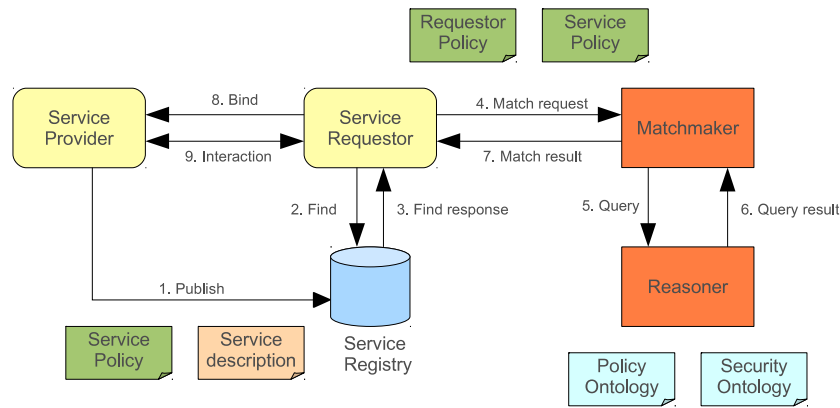 Requestor
Policy
Service
Policy
Service
Provider
8. Bind
9. Interaction
Service
Requestor
4. Match request
7. Match result
Matchmaker
2. Find
3. Find response
5. Query
6. Query result
1. Publish
Reasoner
Service
Policy
Service
description
Service
Registry
Policy
Ontology
Security
Ontology